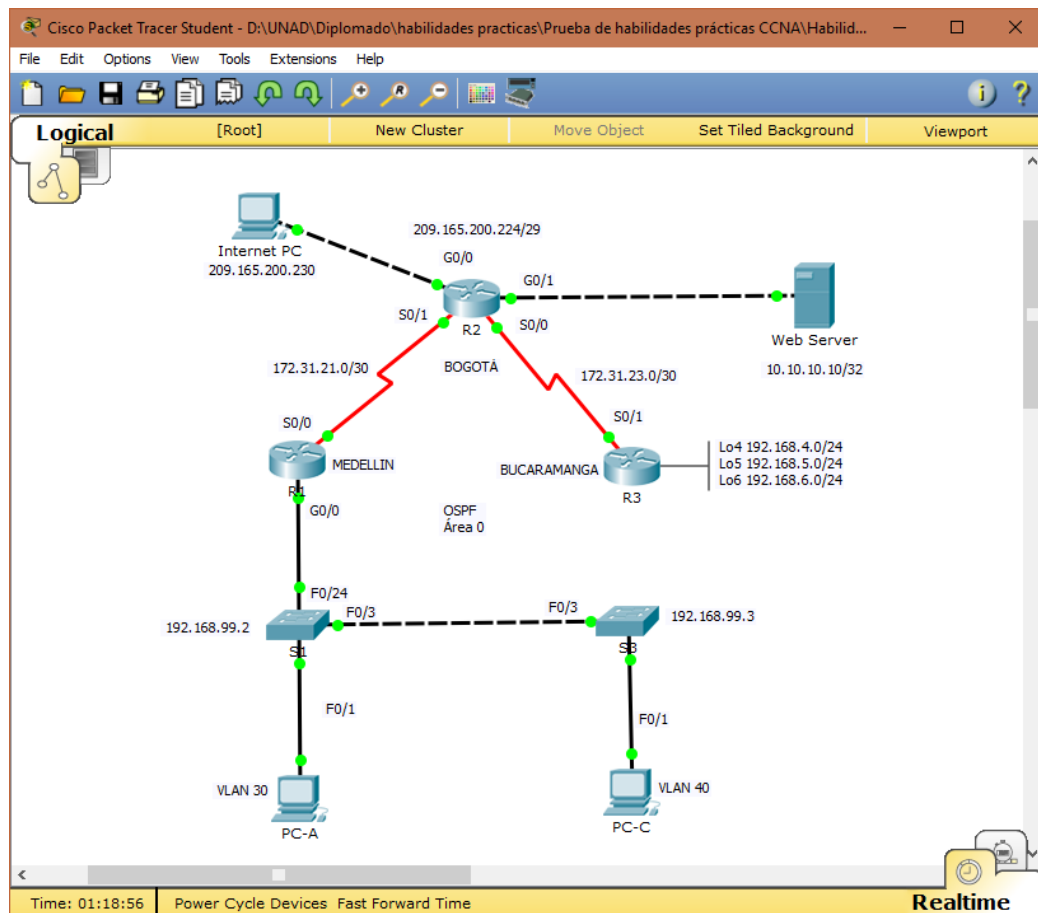 Cisco Packet Tracer Student - D:\UNAD\Diplomado\habilidades practicas\Prueba de habilidades prácticas CCNA\Habilid...
File Edit Options View Tools Extensions Help
Logical [Root] New Cluster Move Object Set Tiled Background Viewport
Internet PC
209.165.200.230
209.165.200.224/29
G0/0
G0/1
S0/1
R2
S0/0
Web Server
10.10.10.10/32
BOGOTÁ
172.31.21.0/30
172.31.23.0/30
S0/0
S0/1
MEDELLIN
R1
BUCARAMANGA
R3
Lo4 192.168.4.0/24
Lo5 192.168.5.0/24
Lo6 192.168.6.0/24
G0/0
OSPF
Área 0
F0/24
F0/3
F0/3
192.168.99.2
S1
192.168.99.3
S3
F0/1
F0/1
VLAN 30
PC-A
VLAN 40
PC-C
Time: 01:18:56 Power Cycle Devices Fast Forward Time Realtime